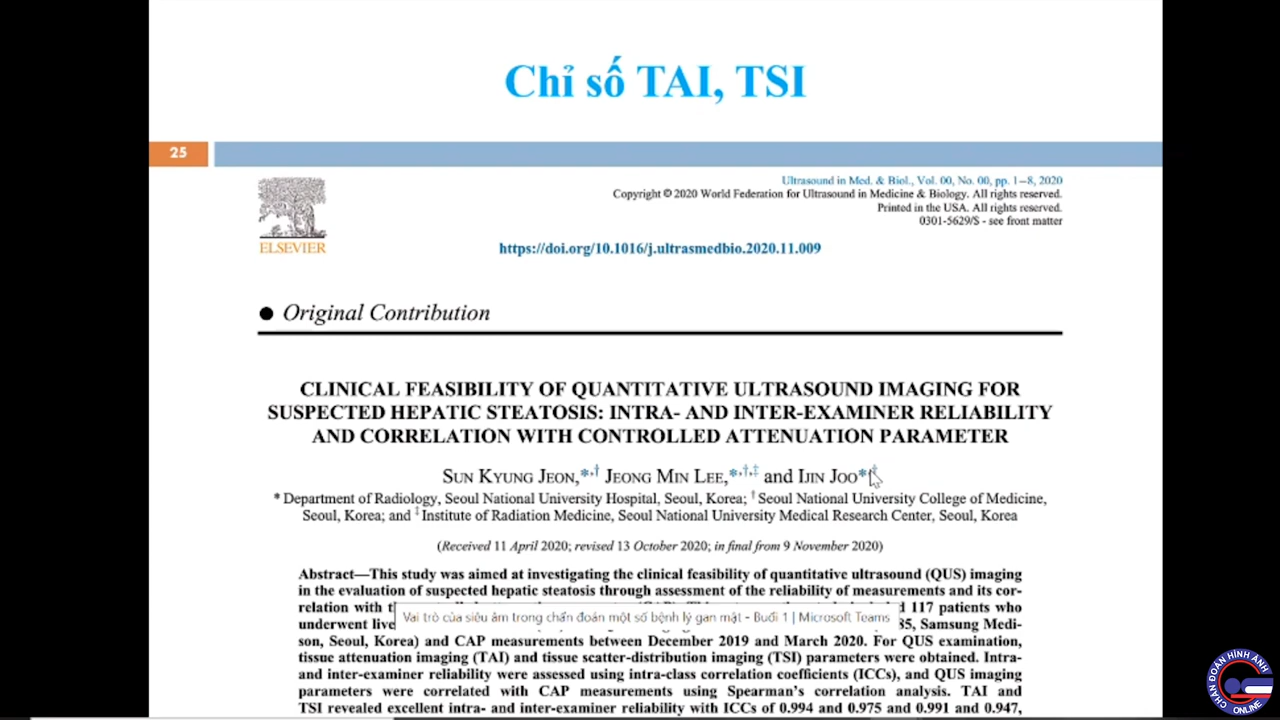 Chỉ số TAI, TSI
25
Ultrasound in Med. & Biol., Vol. 00, No. 00, pp. 1–8, 2020
Copyright © 2020 World Federation for Ultrasound in Medicine & Biology. All rights reserved.
Printed in the USA. All rights reserved.
0301-5629/$ - see front matter
ELSEVIER
https://doi.org/10.1016/j.ultrasmedbio.2020.11.009
● Original Contribution
CLINICAL FEASIBILITY OF QUANTITATIVE ULTRASOUND IMAGING FOR
SUSPECTED HEPATIC STEATOSIS: INTRA- AND INTER-EXAMINER RELIABILITY
AND CORRELATION WITH CONTROLLED ATTENUATION PARAMETER
SUN KYUNG JEON,*,† JEONG MIN LEE,*,†,‡ and IJIN JOO*
* Department of Radiology, Seoul National University Hospital, Seoul, Korea; † Seoul National University College of Medicine,
Seoul, Korea; and ‡ Institute of Radiation Medicine, Seoul National University Medical Research Center, Seoul, Korea
(Received 11 April 2020; revised 13 October 2020; in final from 9 November 2020)
Abstract—This study was aimed at investigating the clinical feasibility of quantitative ultrasound (QUS) imaging
in the evaluation of suspected hepatic steatosis through assessment of the reliability of measurements and its cor-
relation with 117 patients who
Vai trò của siêu âm trong chẩn đoán một số bệnh lý gan mật - Buổi 1 | Microsoft Teams
underwent live 85, Samsung Medi-
son, Seoul, Korea) and CAP measurements between December 2019 and March 2020. For QUS examination,
tissue attenuation imaging (TAI) and tissue scatter-distribution imaging (TSI) parameters were obtained. Intra-
and inter-examiner reliability were assessed using intra-class correlation coefficients (ICCs), and QUS imaging
parameters were correlated with CAP measurements using Spearman's correlation analysis. TAI and
TSI revealed excellent intra- and inter-examiner reliability with ICCs of 0.994 and 0.975 and 0.991 and 0.947,
CHẨN ĐOÁN HÌNH ẢNH
ONLINE